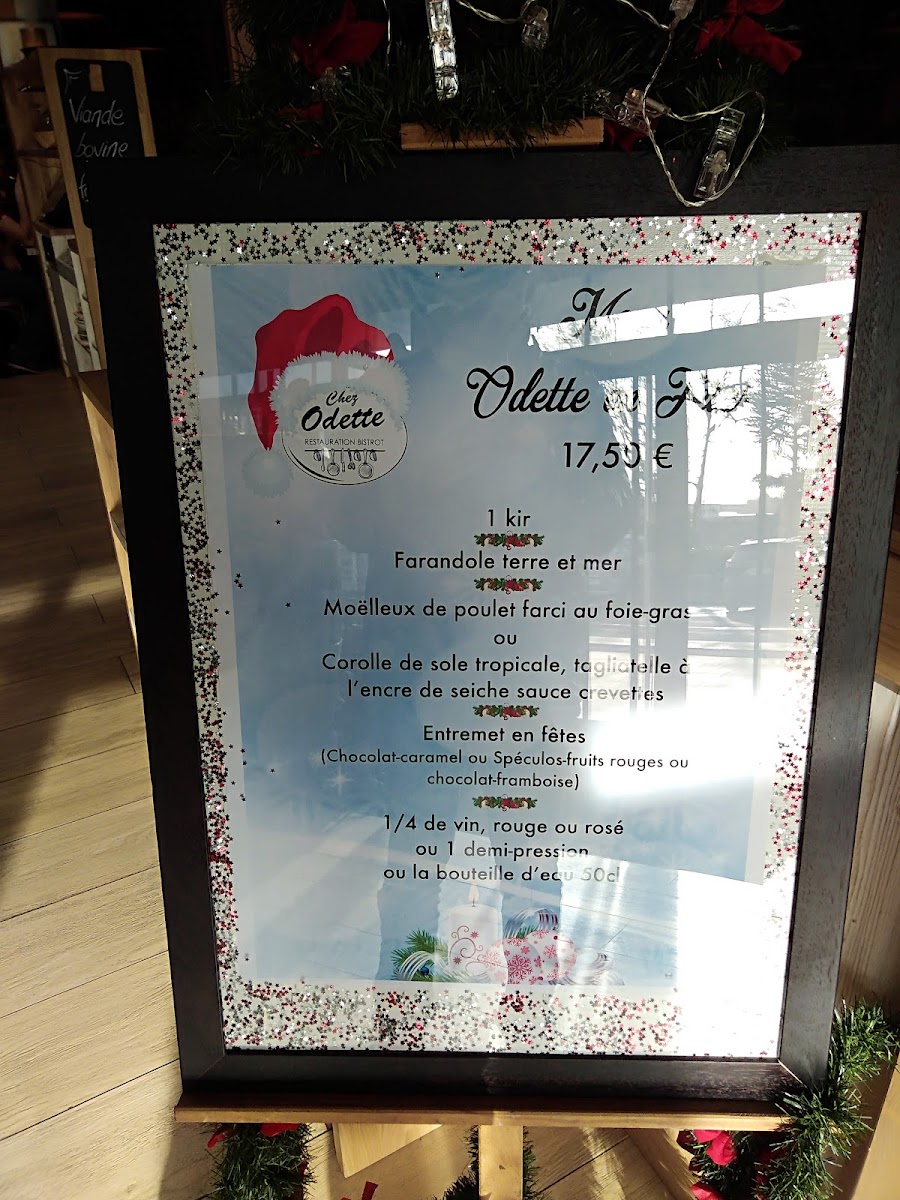 Viande
bovine
Chez
Odette
RESTAURATION BISTROT
Odette
17,50 €
1 kir
Farandole terre et mer
Moëlleux de poulet farci au foie-gras
ou
Corolle de sole tropicale, tagliatelle à
l'encre de seiche sauce crevettes
Entremet en fêtes
(Chocolat-caramel ou Spéculos-fruits rouges ou
chocolat-framboise)
1/4 de vin, rouge ou rosé
ou 1 demi-pression
ou la bouteille d'eau 50cl